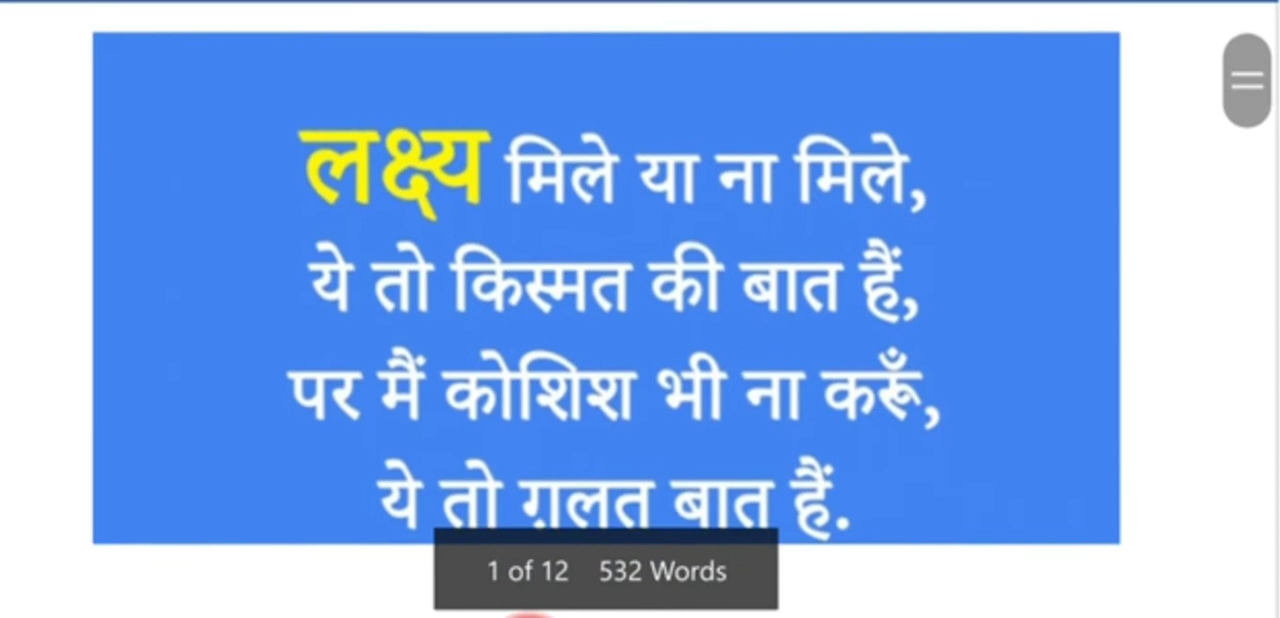 लक्ष्य मिले या ना मिले,
ये तो किस्मत की बात हैं,
पर मैं कोशिश भी ना करूँ,
ये तो ग़लत बात हैं.
1 of 12 532 Words